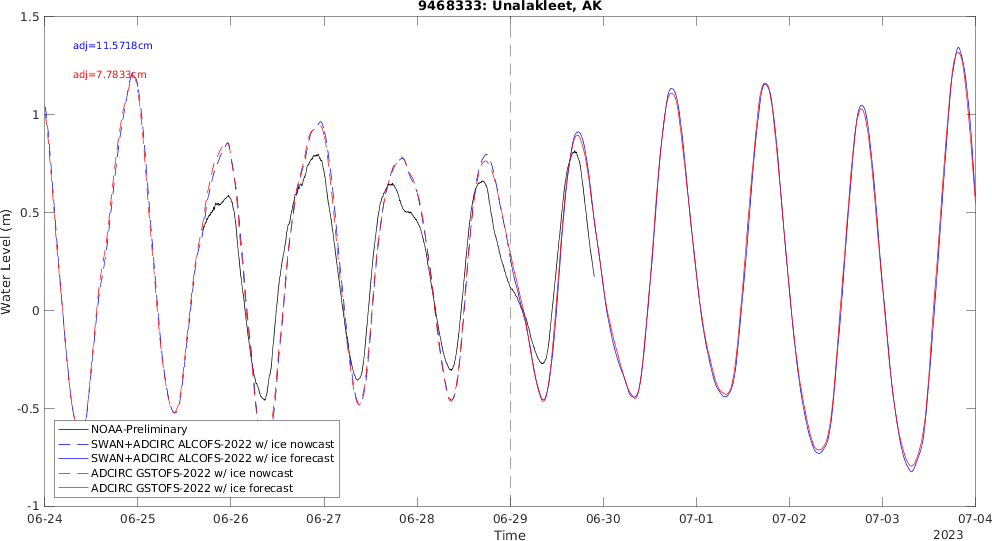 9468333: Unalakleet, AK
1.5
1
0.5
0
-0.5
-1
Water Level (m)
adj=11.5718cm
adj=7.7833cm
NOAA-Preliminary
SWAN+ADCIRC ALCOFS-2022 w/ ice nowcast
SWAN+ADCIRC ALCOFS-2022 w/ ice forecast
ADCIRC GSTOFS-2022 w/ ice nowcast
ADCIRC GSTOFS-2022 w/ ice forecast
06-24 06-25 06-26 06-27 06-28 06-29 06-30 07-01 07-02 07-03 07-04
Time
2023